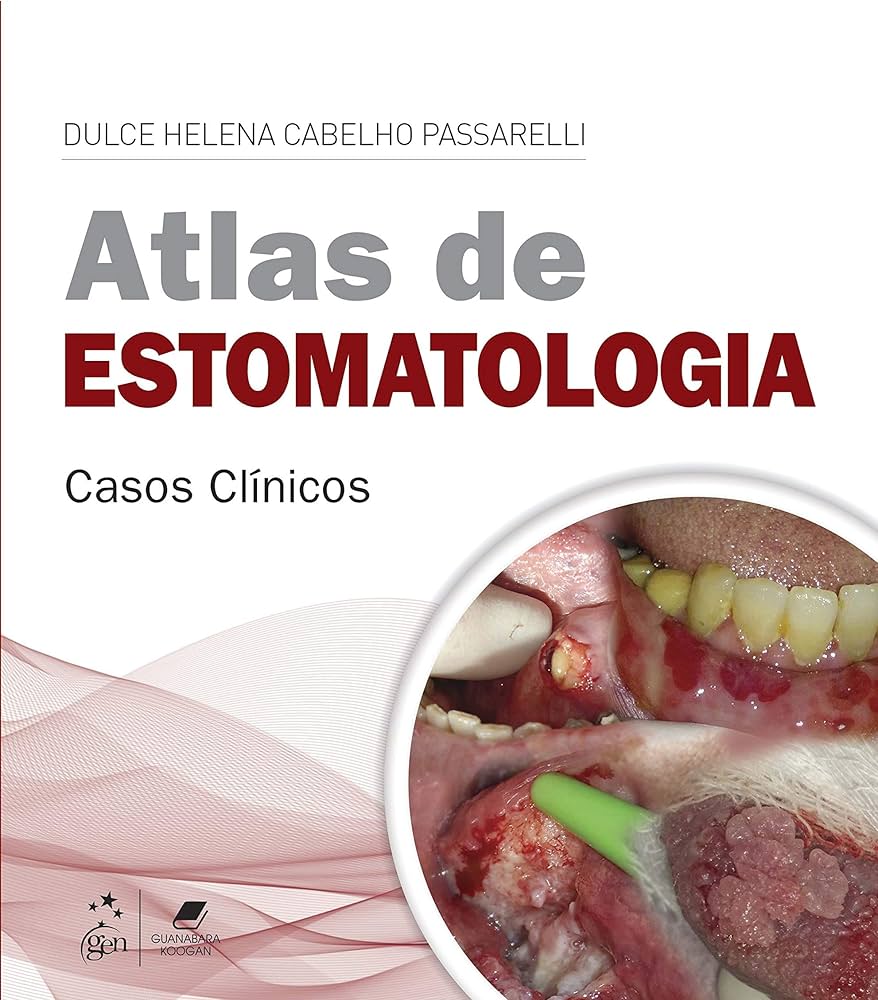 DULCE HELENA CABELHO PASSARELLI
Atlas de
ESTOMATOLOGIA
Casos Clínicos
gen
GUANABARA
KOOGAN